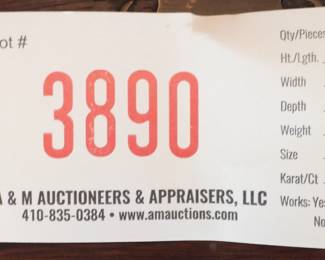 ot #
3890
A & M AUCTIONEERS & APPRAISERS, LLC
410-835-0384 • www.amauctions.com
Qty/Pieces
Ht./Lgth.
Width
Depth
Weight
Size
Karat/Ct
Works: Yes
No